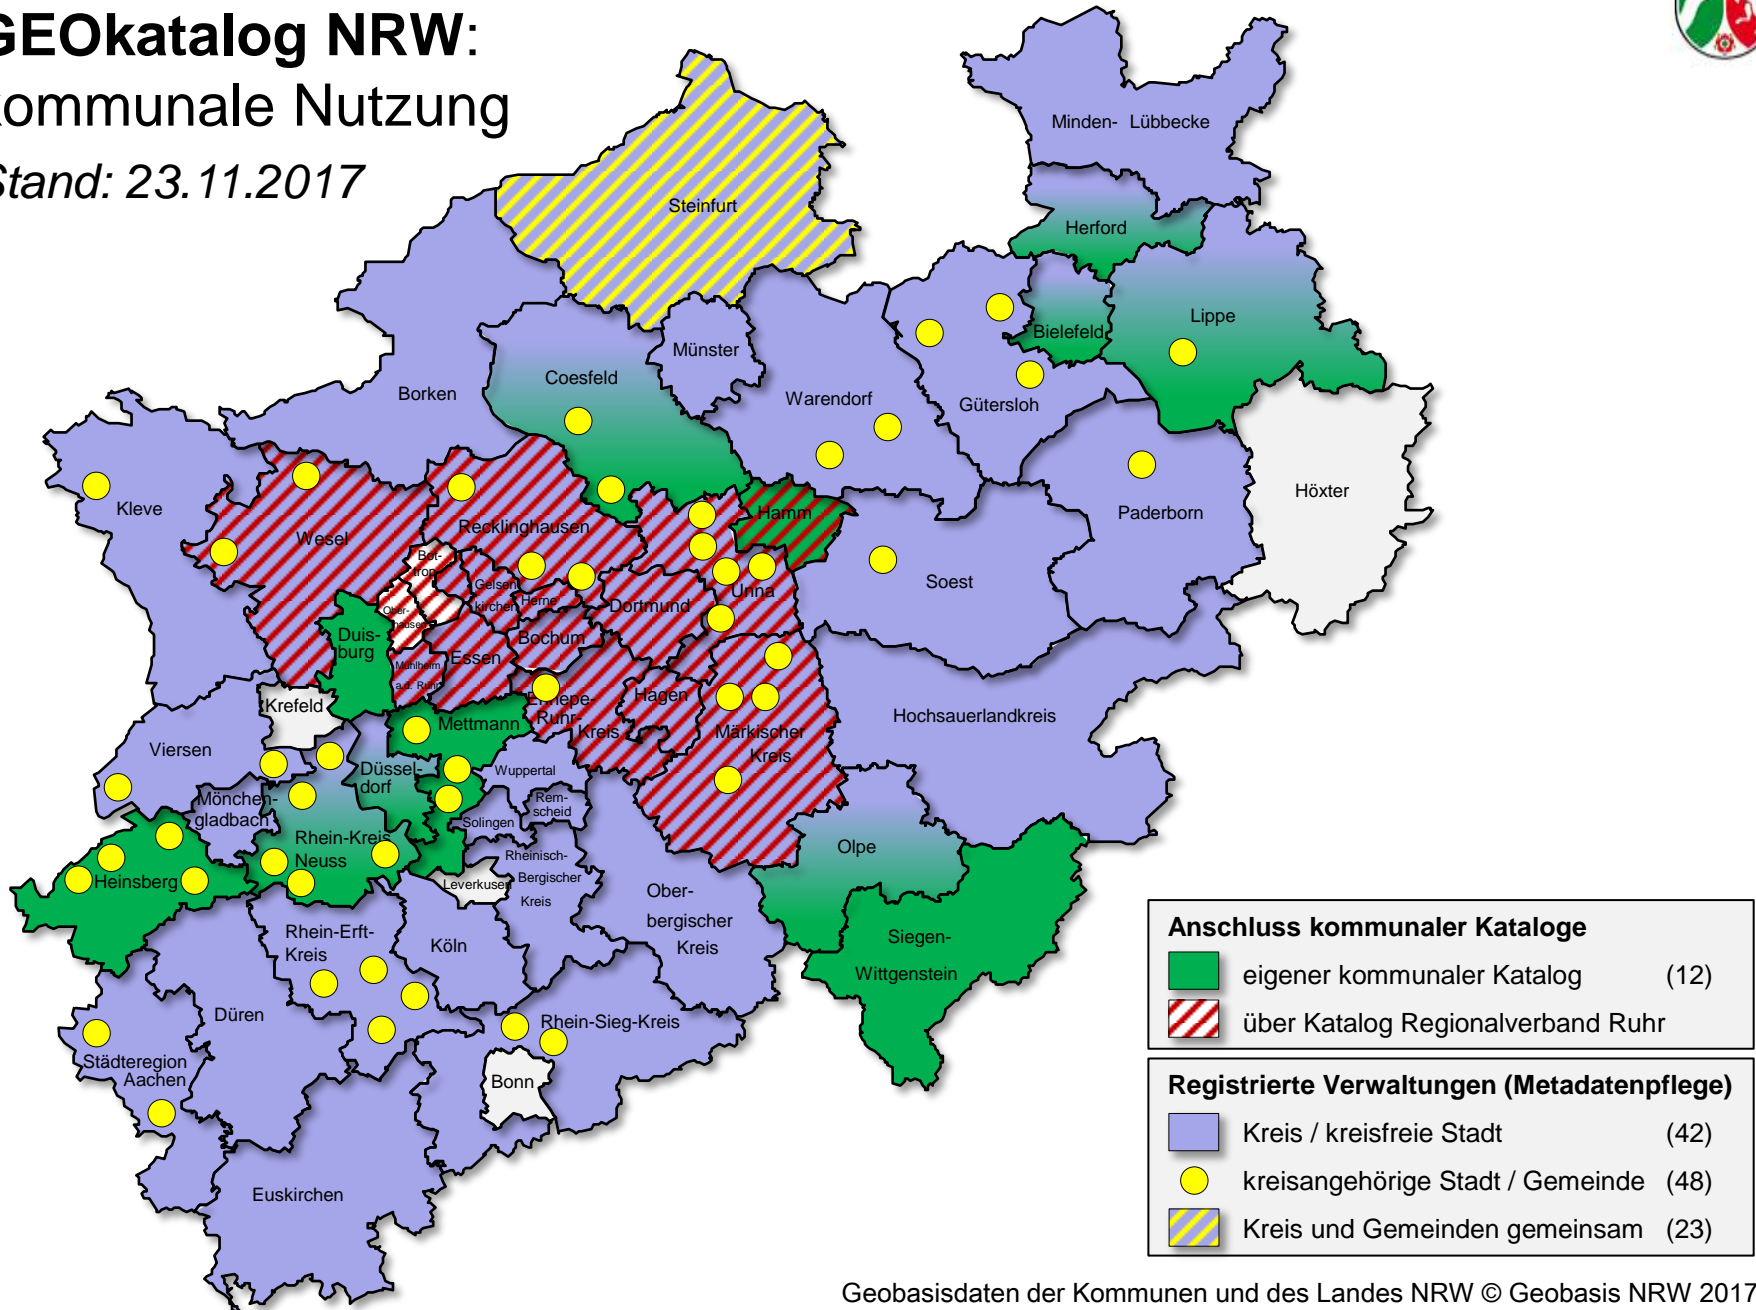 GEOkatalog NRW:
kommunale Nutzung
Stand: 23.11.2017
Minden- Lübbecke
Steinfurt
Herford
Lippe
Bielefeld
Münster
Coesfeld
Borken
Warendorf
Gütersloh
Höxter
Paderborn
Kleve
Wesel
Recklinghausen
Hamm
Bot-
trop
Gelsen-
kirchen
Herne
Dortmund
Unna
Soest
Ober-
hausen
Duis-
burg
Bochum
Essen
Mühlheim
a.d. Ruhr
Krefeld
Ennepe-
Ruhr-
Kreis
Hagen
Märkischer
Kreis
Hochsauerlandkreis
Viersen
Mettmann
Düssel-
dorf
Wuppertal
Mönchen-
gladbach
Rem-
scheid
Solingen
Rhein-Kreis
Neuss
Heinsberg
Leverkusen
Rheinisch-
Bergischer
Kreis
Ober-
bergischer
Kreis
Olpe
Siegen-
Wittgenstein
Rhein-Erft-
Kreis
Köln
Düren
Rhein-Sieg-Kreis
Städteregion
Aachen
Bonn
Euskirchen
Anschluss kommunaler Kataloge
eigener kommunaler Katalog (12)
über Katalog Regionalverband Ruhr
Registrierte Verwaltungen (Metadatenpflege)
Kreis / kreisfreie Stadt (42)
kreisangehörige Stadt / Gemeinde (48)
Kreis und Gemeinden gemeinsam (23)
Geobasisdaten der Kommunen und des Landes NRW © Geobasis NRW 2017